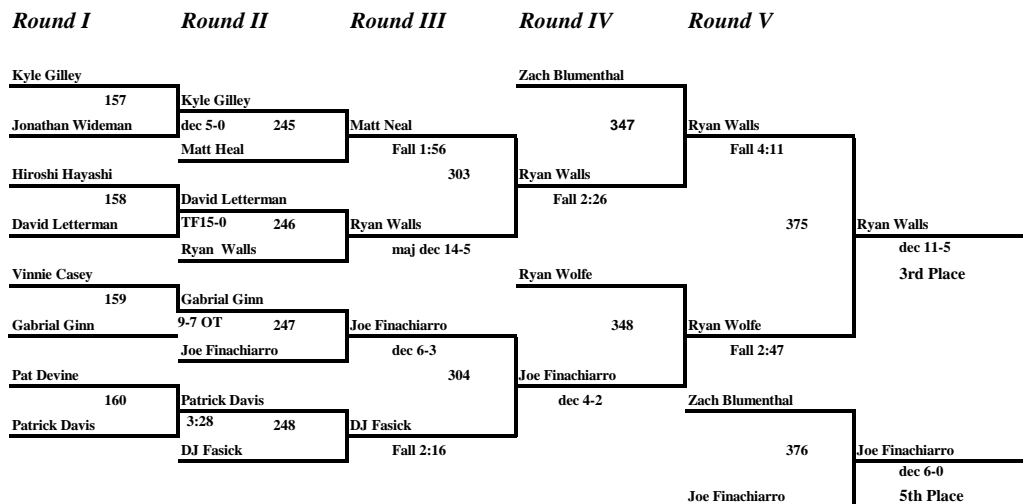 Round I Round II Round III Round IV Round V
Kyle Gilley Zach Blumenthal
157 Kyle Gilley
Jonathan Wideman dec 5-0 245 Matt Neal 347 Ryan Walls
Matt Heal Fall 1:56 Fall 4:11
Hiroshi Hayashi 303 Ryan Walls
158 David Letterman Fall 2:26
David Letterman TF15-0 246 Ryan Walls 375 Ryan Walls
Ryan Walls maj dec 14-5 dec 11-5
Vinnie Casey Ryan Wolfe 3rd Place
159 Gabrial Ginn
Gabrial Ginn 9-7 OT 247 Joe Finachiarro 348 Ryan Wolfe
Joe Finachiarro dec 6-3 Fall 2:47
Pat Devine 304 Joe Finachiarro
160 Patrick Davis dec 4-2 Zach Blumenthal
Patrick Davis 3:28 248 DJ Fasick
DJ Fasick Fall 2:16 376 Joe Finachiarro
dec 6-0
Joe Finachiarro 5th Place